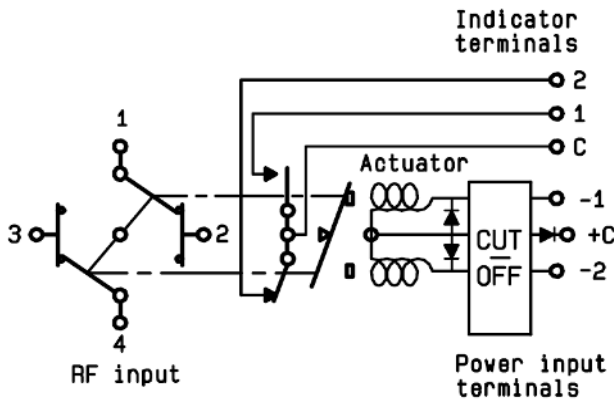 Indicator
terminals
2
1
C
1
Actuator
-1
3
2
CUT
+C
OFF
-2
4
RF input
Power input
terminals